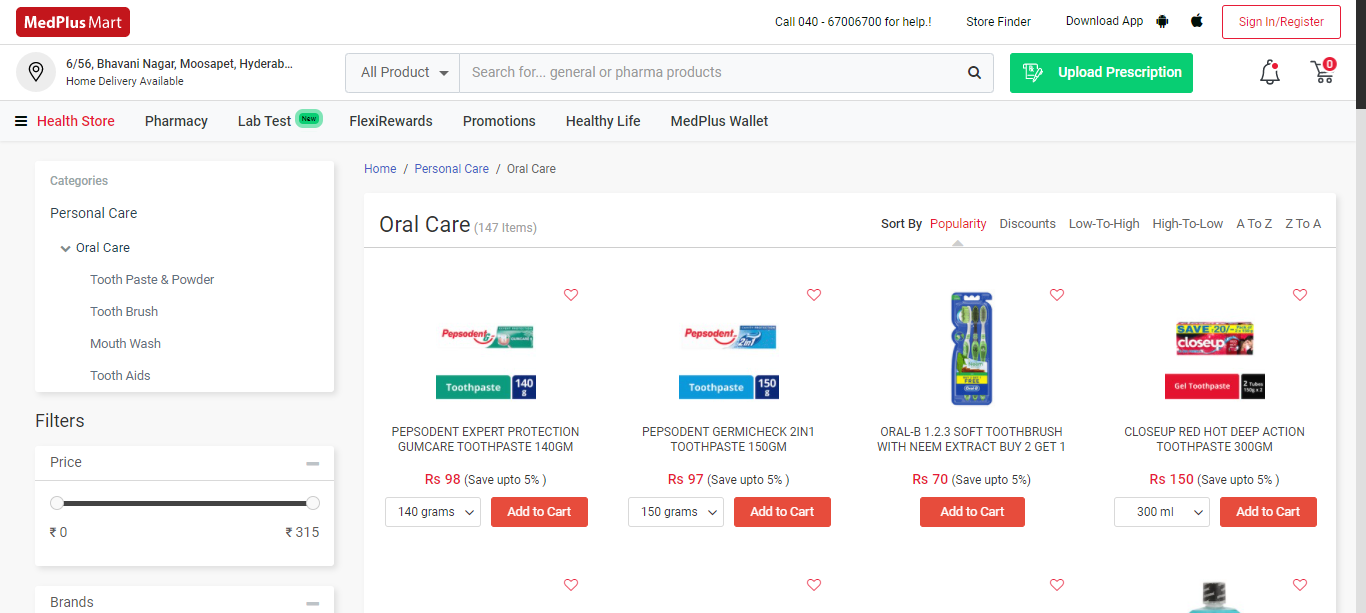 MedPlus Mart
Call 040 - 67006700 for help.!
Store Finder
Download App
Sign In/Register
6/56, Bhavani Nagar, Moosapet, Hyderab...
Home Delivery Available
All Product
Search for... general or pharma products
Upload Prescription
0
Health Store
Pharmacy
Lab Test New
FlexiRewards
Promotions
Healthy Life
MedPlus Wallet
Categories
Personal Care
Oral Care
Tooth Paste & Powder
Tooth Brush
Mouth Wash
Tooth Aids
Filters
Price
₹ 0 ₹ 315
Brands
Home / Personal Care / Oral Care
Oral Care (147 Items)
Sort By Popularity Discounts Low-To-High High-To-Low A To Z Z To A
Pepsodent
Toothpaste 140 g
PEPSODENT EXPERT PROTECTION
GUMCARE TOOTHPASTE 140GM
Rs 98 (Save upto 5% )
140 grams Add to Cart
Pepsodent 2in1
Toothpaste 150 g
PEPSODENT GERMICHECK 2IN1
TOOTHPASTE 150GM
Rs 97 (Save upto 5% )
150 grams Add to Cart
FREE
Oral-B
ORAL-B 1.2.3 SOFT TOOTHBRUSH
WITH NEEM EXTRACT BUY 2 GET 1
Rs 70 (Save upto 5%)
Add to Cart
SAVE 20/-
closeup
Gel Toothpaste 2 Tubes
150g x 2
CLOSEUP RED HOT DEEP ACTION
TOOTHPASTE 300GM
Rs 150 (Save upto 5% )
300 ml Add to Cart